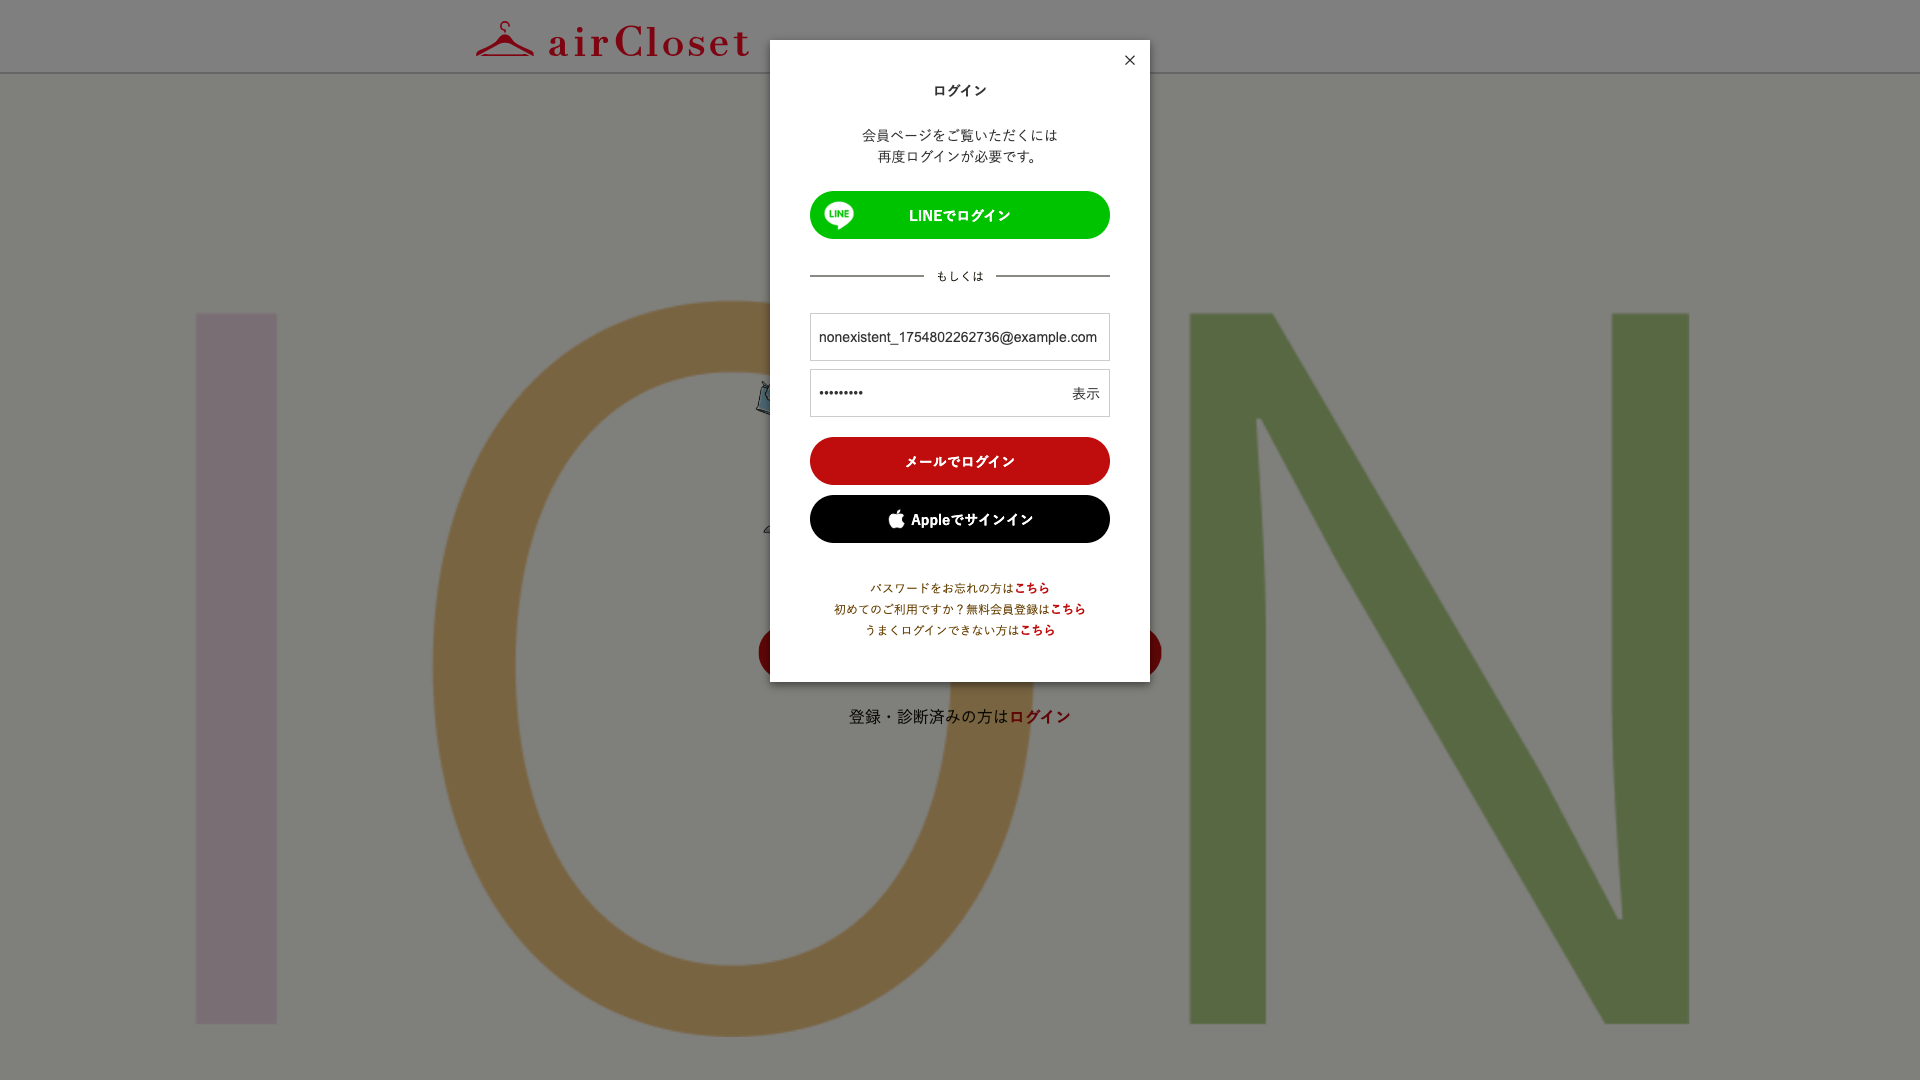 airCloset
ログイン
会員ページをご覧いただくには
再度ログインが必要です。
LINE
LINEでログイン
もしくは
nonexistent_1754802262736@example.com
•••••••••
表示
メールでログイン
Appleでサインイン
パスワードをお忘れの方はこちら
初めてのご利用ですか？無料会員登録はこちら
うまくログインできない方はこちら
登録・診断済みの方はログイン
ION